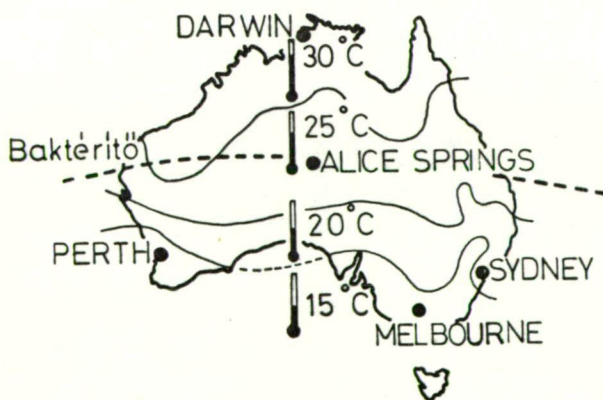 DARWIN
30°C
25°C
Baktérítő
ALICE SPRINGS
20°C
PERTH
SYDNEY
15°C
MELBOURNE